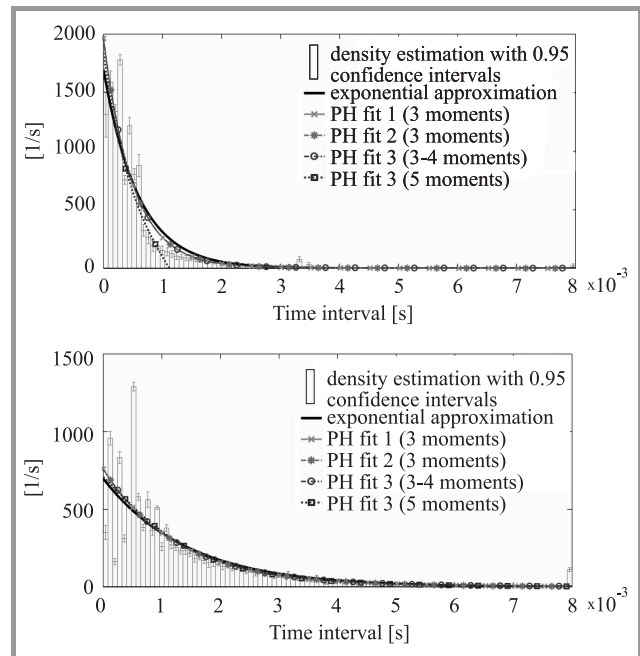 2000
1500
1000
500
0
[1/s]
density estimation with 0.95
confidence intervals
exponential approximation
PH fit 1 (3 moments)
PH fit 2 (3 moments)
PH fit 3 (3-4 moments)
PH fit 3 (5 moments)
0 1 2 3 4 5 6 7 8 ×10⁻³
Time interval [s]
1500
1000
500
0
[1/s]
density estimation with 0.95
confidence intervals
exponential approximation
PH fit 1 (3 moments)
PH fit 2 (3 moments)
PH fit 3 (3-4 moments)
PH fit 3 (5 moments)
0 1 2 3 4 5 6 7 8 ×10⁻³
Time interval [s]